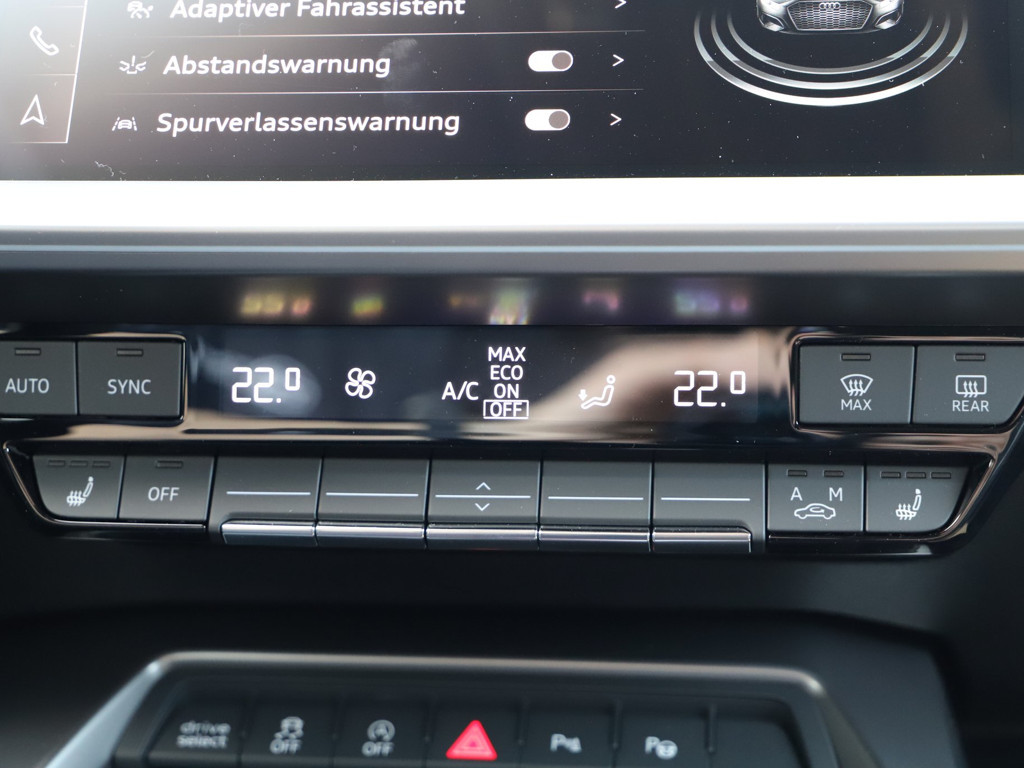 Adaptiver Fahrassistent
Abstandswarnung
Spurverlassenswarnung
AUTO
SYNC
22.0
A/C
MAX
ECO
ON
OFF
22.0
MAX
REAR
OFF
A M
drive
select
OFF
OFF
P
P